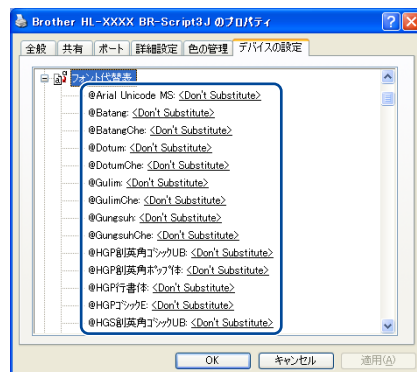 Brother HL-XXXX BR-Script3J のプロパティ
全般 共有 ポート 詳細設定 色の管理 デバイスの設定
フォント代替表
@Arial Unicode MS: <Don't Substitute>
@Batang: <Don't Substitute>
@BatangChe: <Don't Substitute>
@Dotum: <Don't Substitute>
@DotumChe: <Don't Substitute>
@Gulim: <Don't Substitute>
@GulimChe: <Don't Substitute>
@Gungsuh: <Don't Substitute>
@GungsuhChe: <Don't Substitute>
@HGP創英角ゴシックUB: <Don't Substitute>
@HGP創英角ポップ体: <Don't Substitute>
@HGP行書体: <Don't Substitute>
@HGPゴシックE: <Don't Substitute>
@HGS創英角ゴシックUB: <Don't Substitute>
OK キャンセル 適用(A)